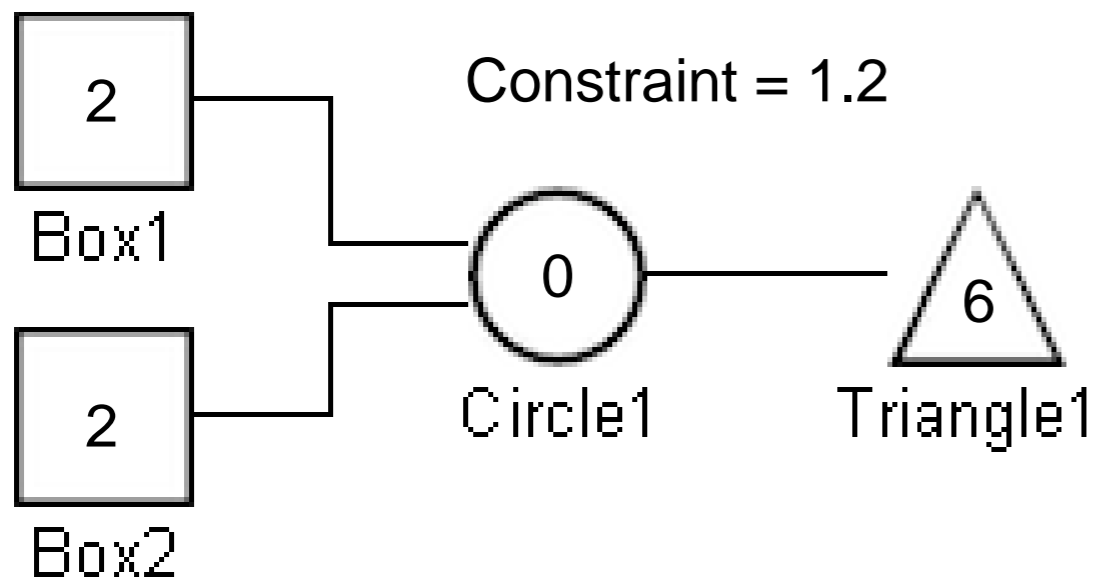 2
Constraint = 1.2
Box1
0
6
Circle1
Triangle1
2
Box2